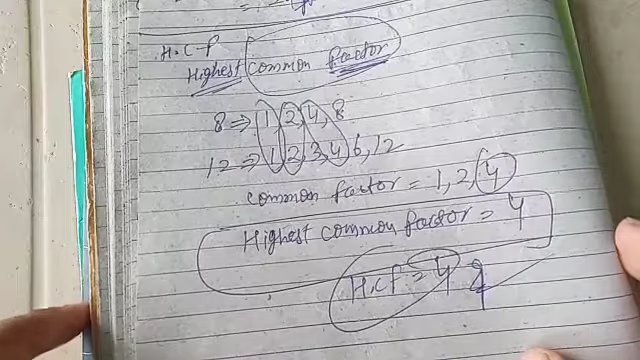 H.C.f
Highest common factor
8 ⇒ 1, 2, 4, 8
12 ⇒ 1, 2, 3, 4, 6, 12
common factor = 1, 2, 4
Highest common factor = 4
H.c.f = 4